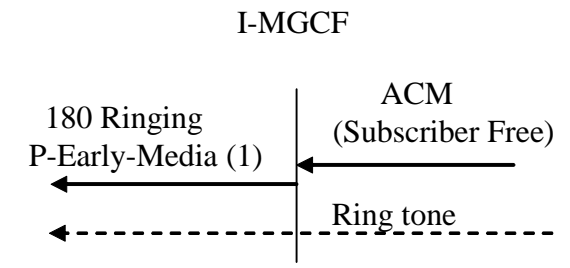 I-MGCF
ACM
(Subscriber Free)
180 Ringing
P-Early-Media (1)
Ring tone